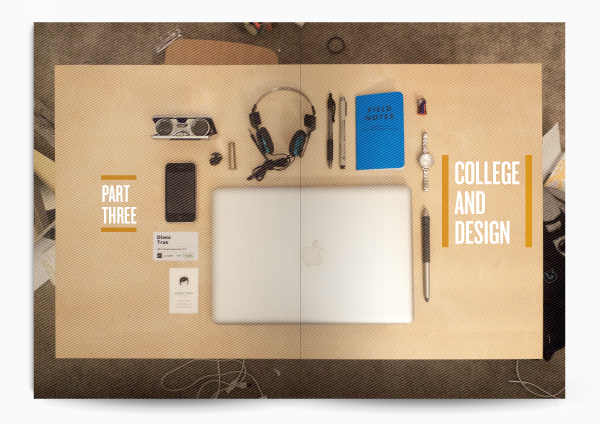 PART
THREE
FIELD
NOTES
Diane
Tran
COLLEGE
AND
DESIGN